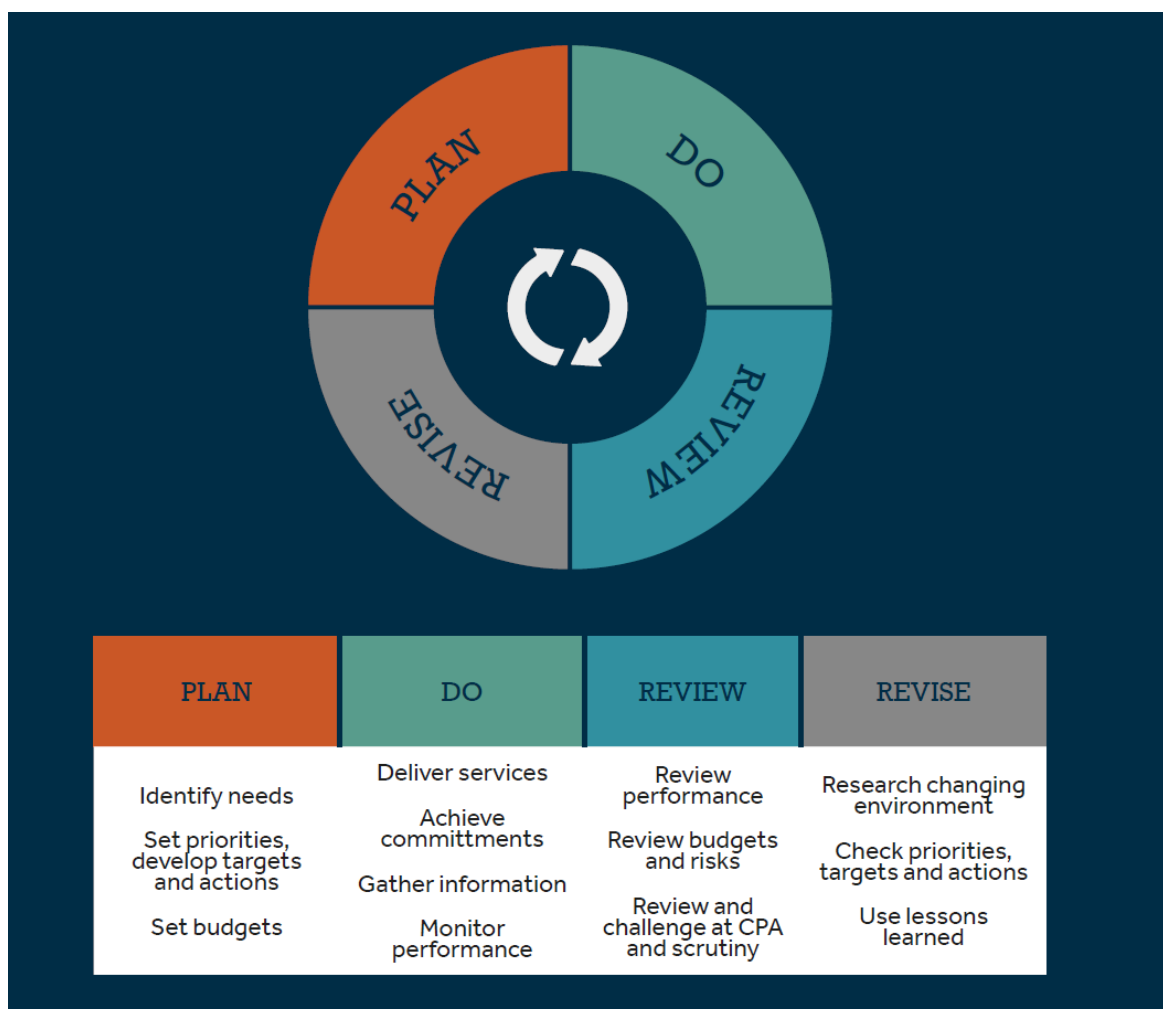 PLAN
DO
REVIEW
REVISE
PLAN
DO
REVIEW
REVISE
Identify needs
Set priorities,
develop targets
and actions
Set budgets
Deliver services
Achieve
committments
Gather information
Monitor
performance
Review
performance
Review budgets
and risks
Review and
challenge at CPA
and scrutiny
Research changing
environment
Check priorities,
targets and actions
Use lessons
learned